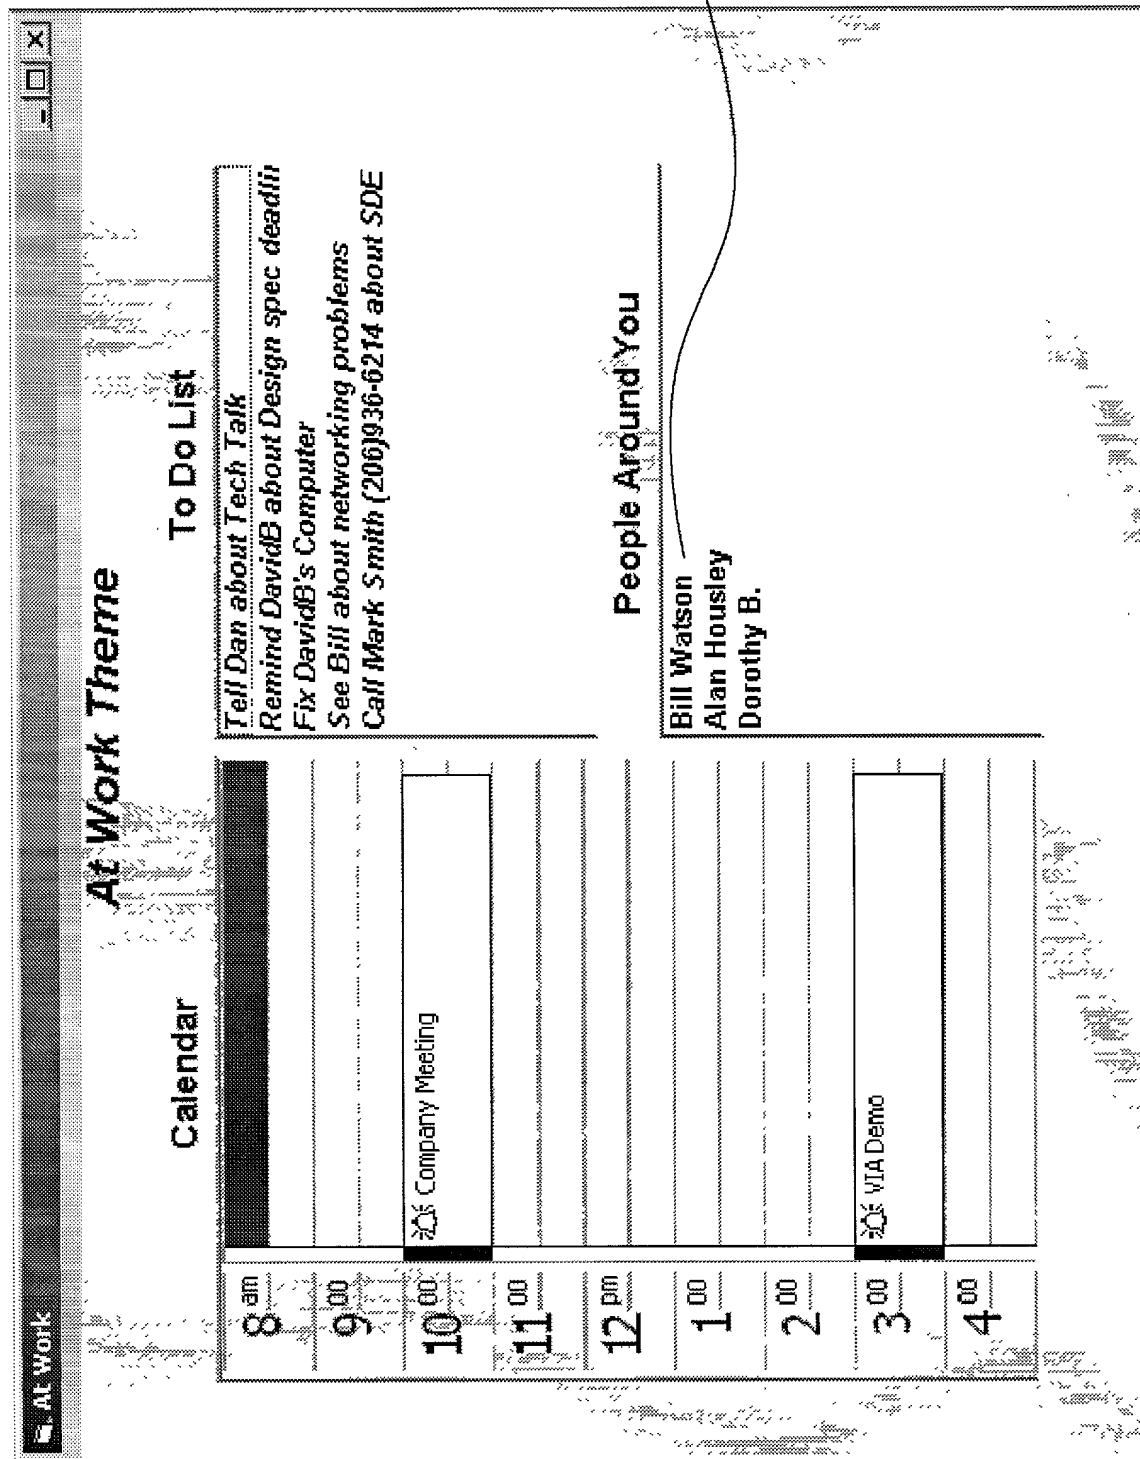 At Work
At Work Theme
Calendar
8 am
9 00
10 00
Company Meeting
11 00
12 pm
1 00
2 00
3 00
VIA Demo
4 00
To Do List
Tell Dan about Tech Talk
Remind DavidB about Design spec deadlin
Fix DavidB's Computer
See Bill about networking problems
Call Mark Smith (206)936-6214 about SDE
People Around You
Bill Watson
Alan Housley
Dorothy B.